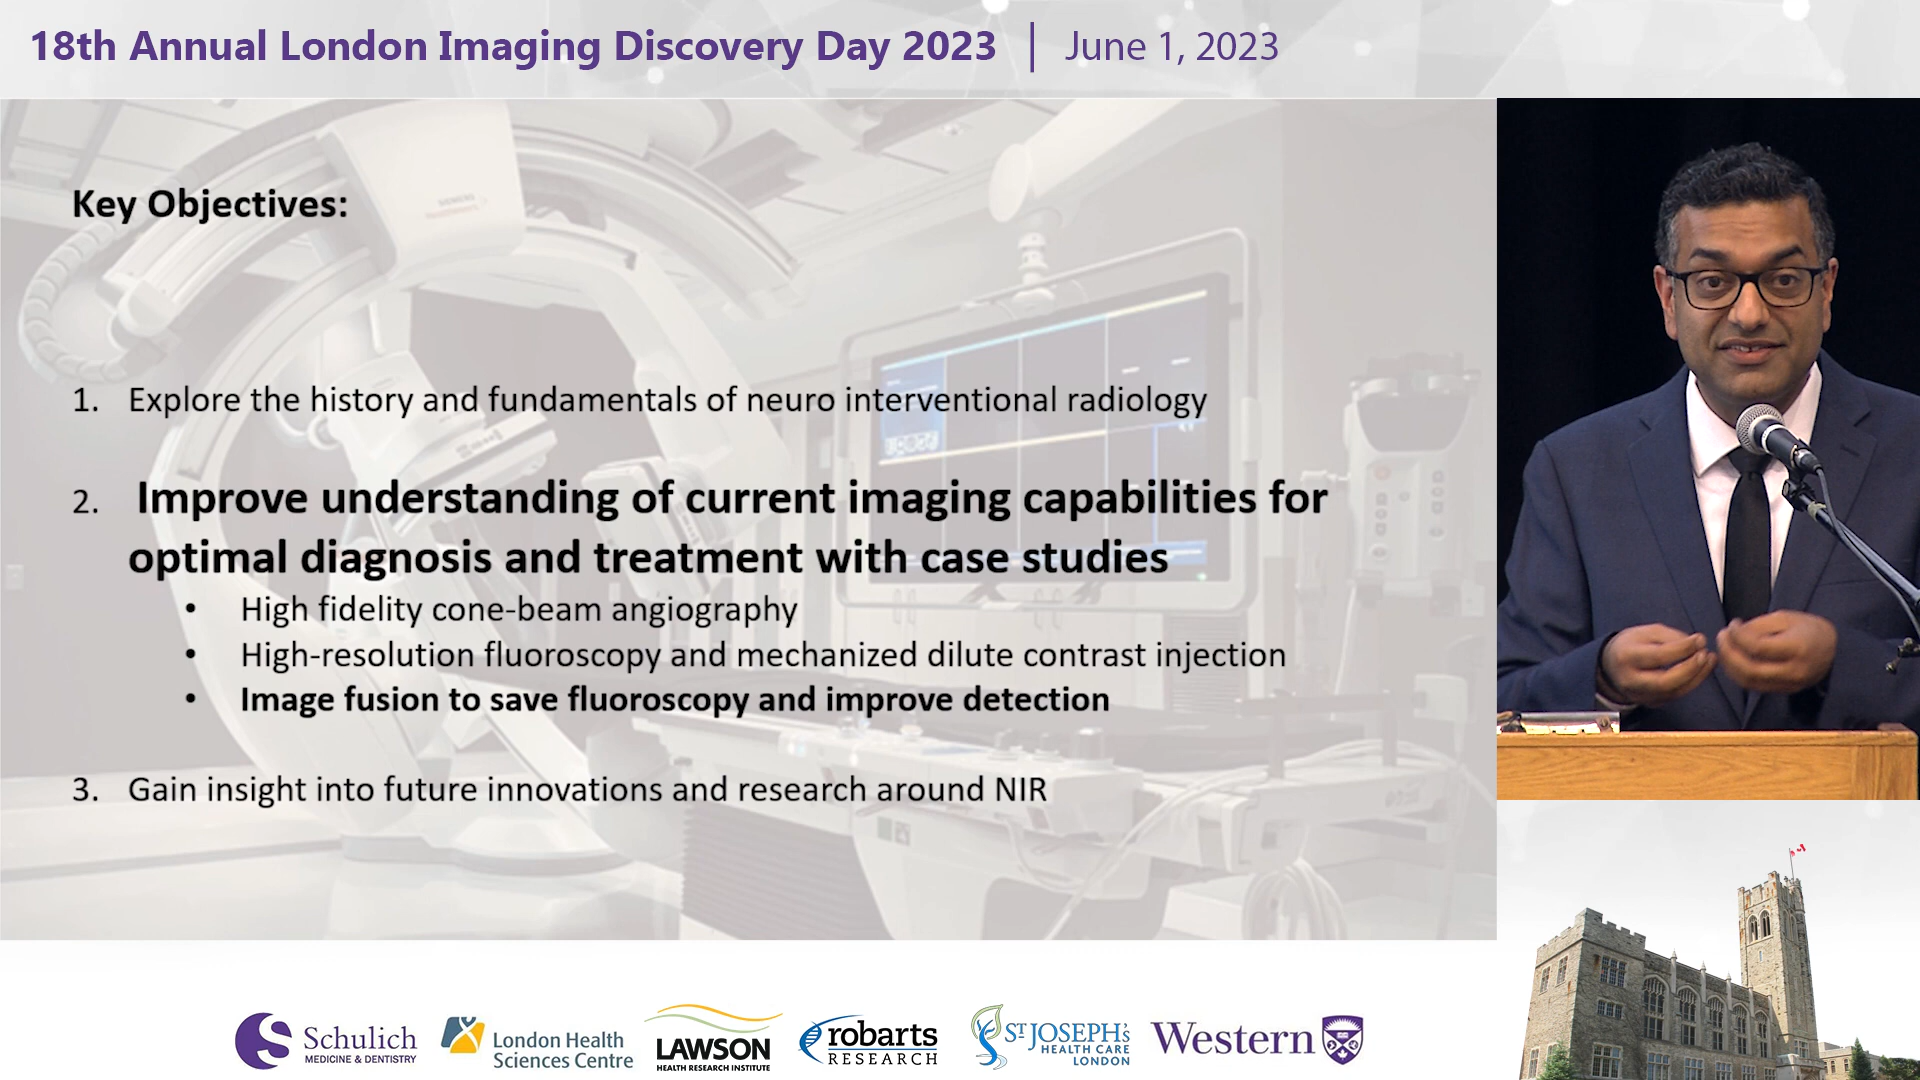 18th Annual London Imaging Discovery Day 2023 | June 1, 2023
Key Objectives:
1. Explore the history and fundamentals of neuro interventional radiology
2. Improve understanding of current imaging capabilities for
optimal diagnosis and treatment with case studies
• High fidelity cone-beam angiography
• High-resolution fluoroscopy and mechanized dilute contrast injection
• Image fusion to save fluoroscopy and improve detection
3. Gain insight into future innovations and research around NIR
Schulich
MEDICINE & DENTISTRY
London Health
Sciences Centre
LAWSON
HEALTH RESEARCH INSTITUTE
robarts
RESEARCH
ST JOSEPH'S
HEALTH CARE
LONDON
Western